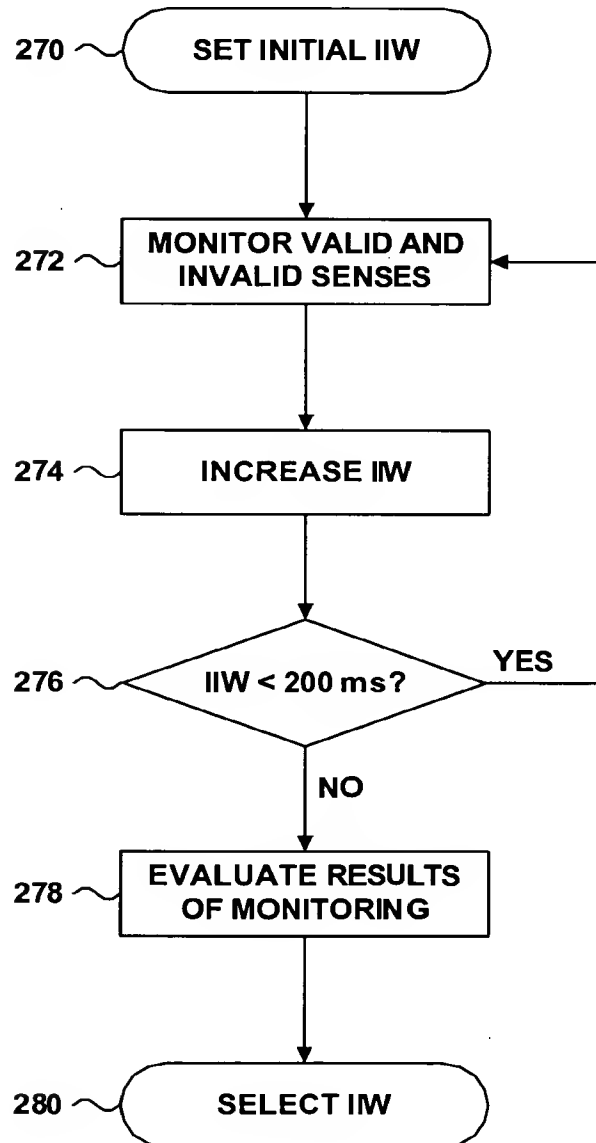 270
SET INITIAL IIW
272
MONITOR VALID AND
INVALID SENSES
274
INCREASE IIW
276
IIW < 200 ms?
YES
NO
278
EVALUATE RESULTS
OF MONITORING
280
SELECT IIW